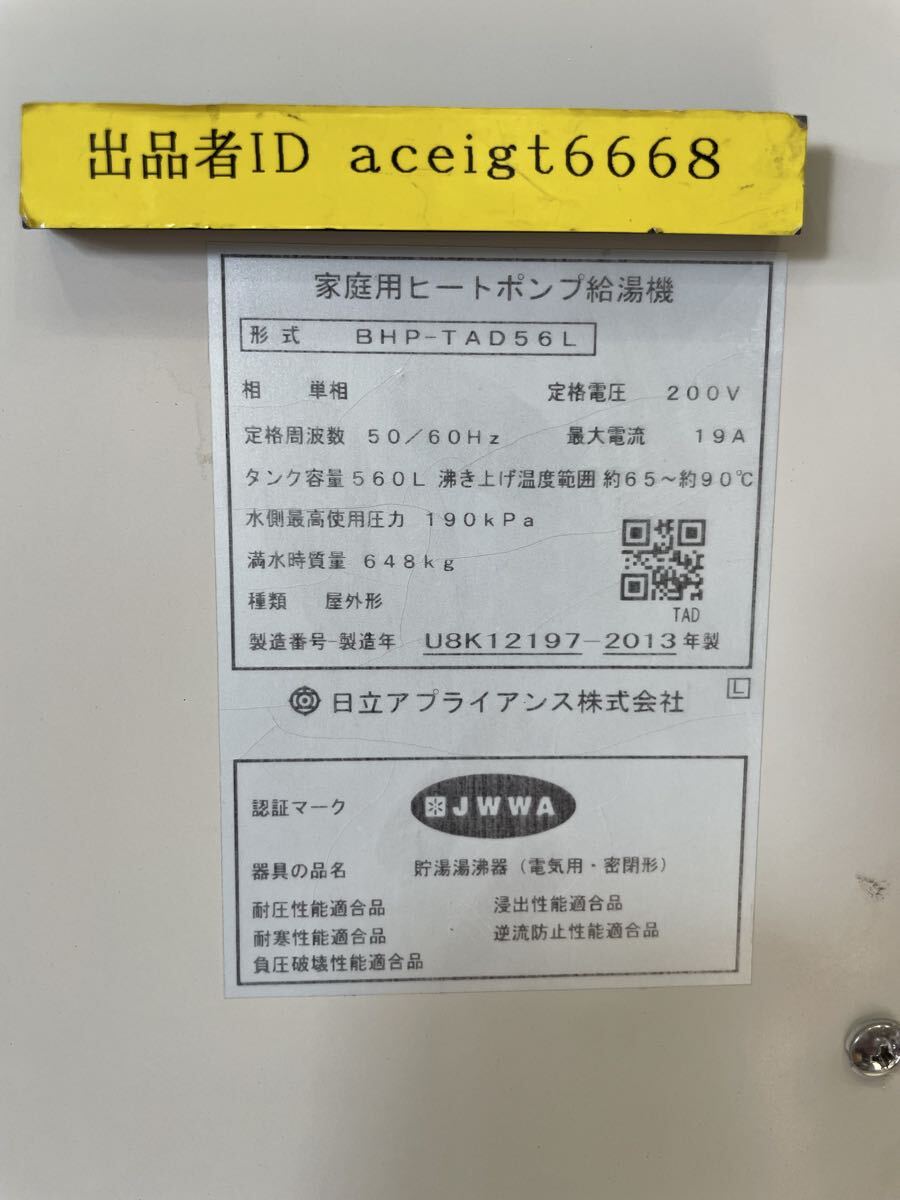 出品者ID aceigt6668
家庭用ヒートポンプ給湯機
形式 BHP-TAD56L
相 単相 定格電圧 200V
定格周波数 50/60Hz 最大電流 19A
タンク容量560L 沸き上げ温度範囲 約65～約90℃
水側最高使用圧力 190kPa
満水時質量 648kg
種類 屋外形
TAD
製造番号-製造年 U8K12197-2013年製
日立アプライアンス株式会社 L
認証マーク JWWA
器具の品名 貯湯湯沸器（電気用・密閉形）
耐圧性能適合品 浸出性能適合品
耐寒性能適合品 逆流防止性能適合品
負圧破壊性能適合品